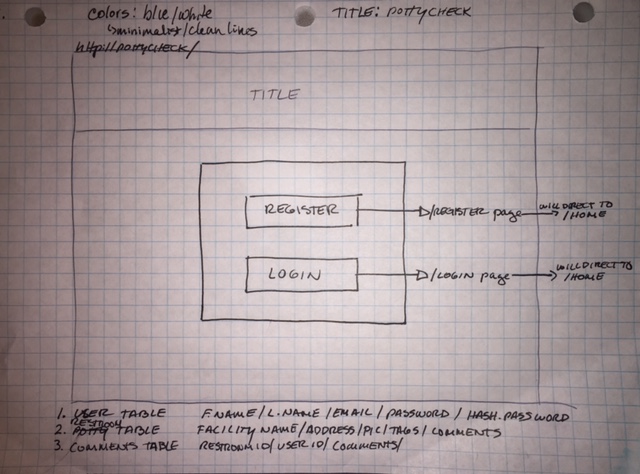 Colors: blue/white
TITLE: POTTYCHECK
minimalist/clean lines
http://POTTYCHECK/
TITLE
REGISTER
/REGISTER page
WILL DIRECT TO
/HOME
LOGIN
/LOGIN page
WILL DIRECT TO
/HOME
1. USER TABLE FNAME/L.NAME/EMAIL/PASSWORD/HASH.PASSWORD
RESTROOM
2. POTTY TABLE FACILITY NAME/ADDRESS/PIC/TAGS/COMMENTS
3. COMMENTS TABLE RESTROOM ID/USER ID/COMMENTS/